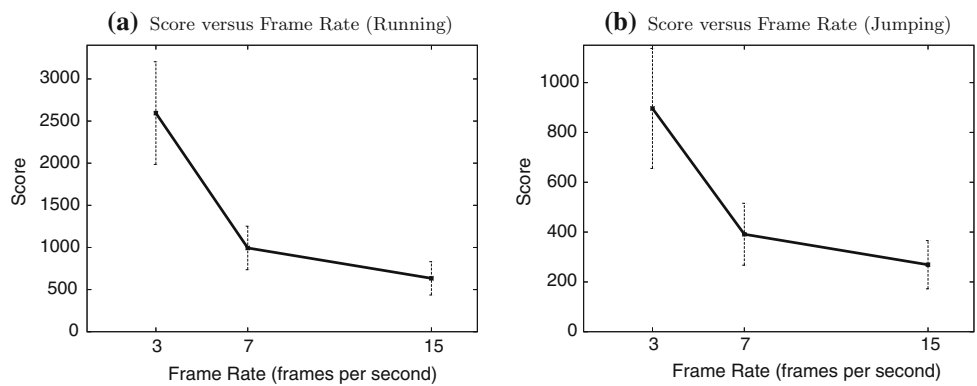 (a) Score versus Frame Rate (Running)
3000
2500
2000
1500
1000
500
0
Score
3 7 15
Frame Rate (frames per second)
(b) Score versus Frame Rate (Jumping)
1000
800
600
400
200
0
Score
3 7 15
Frame Rate (frames per second)